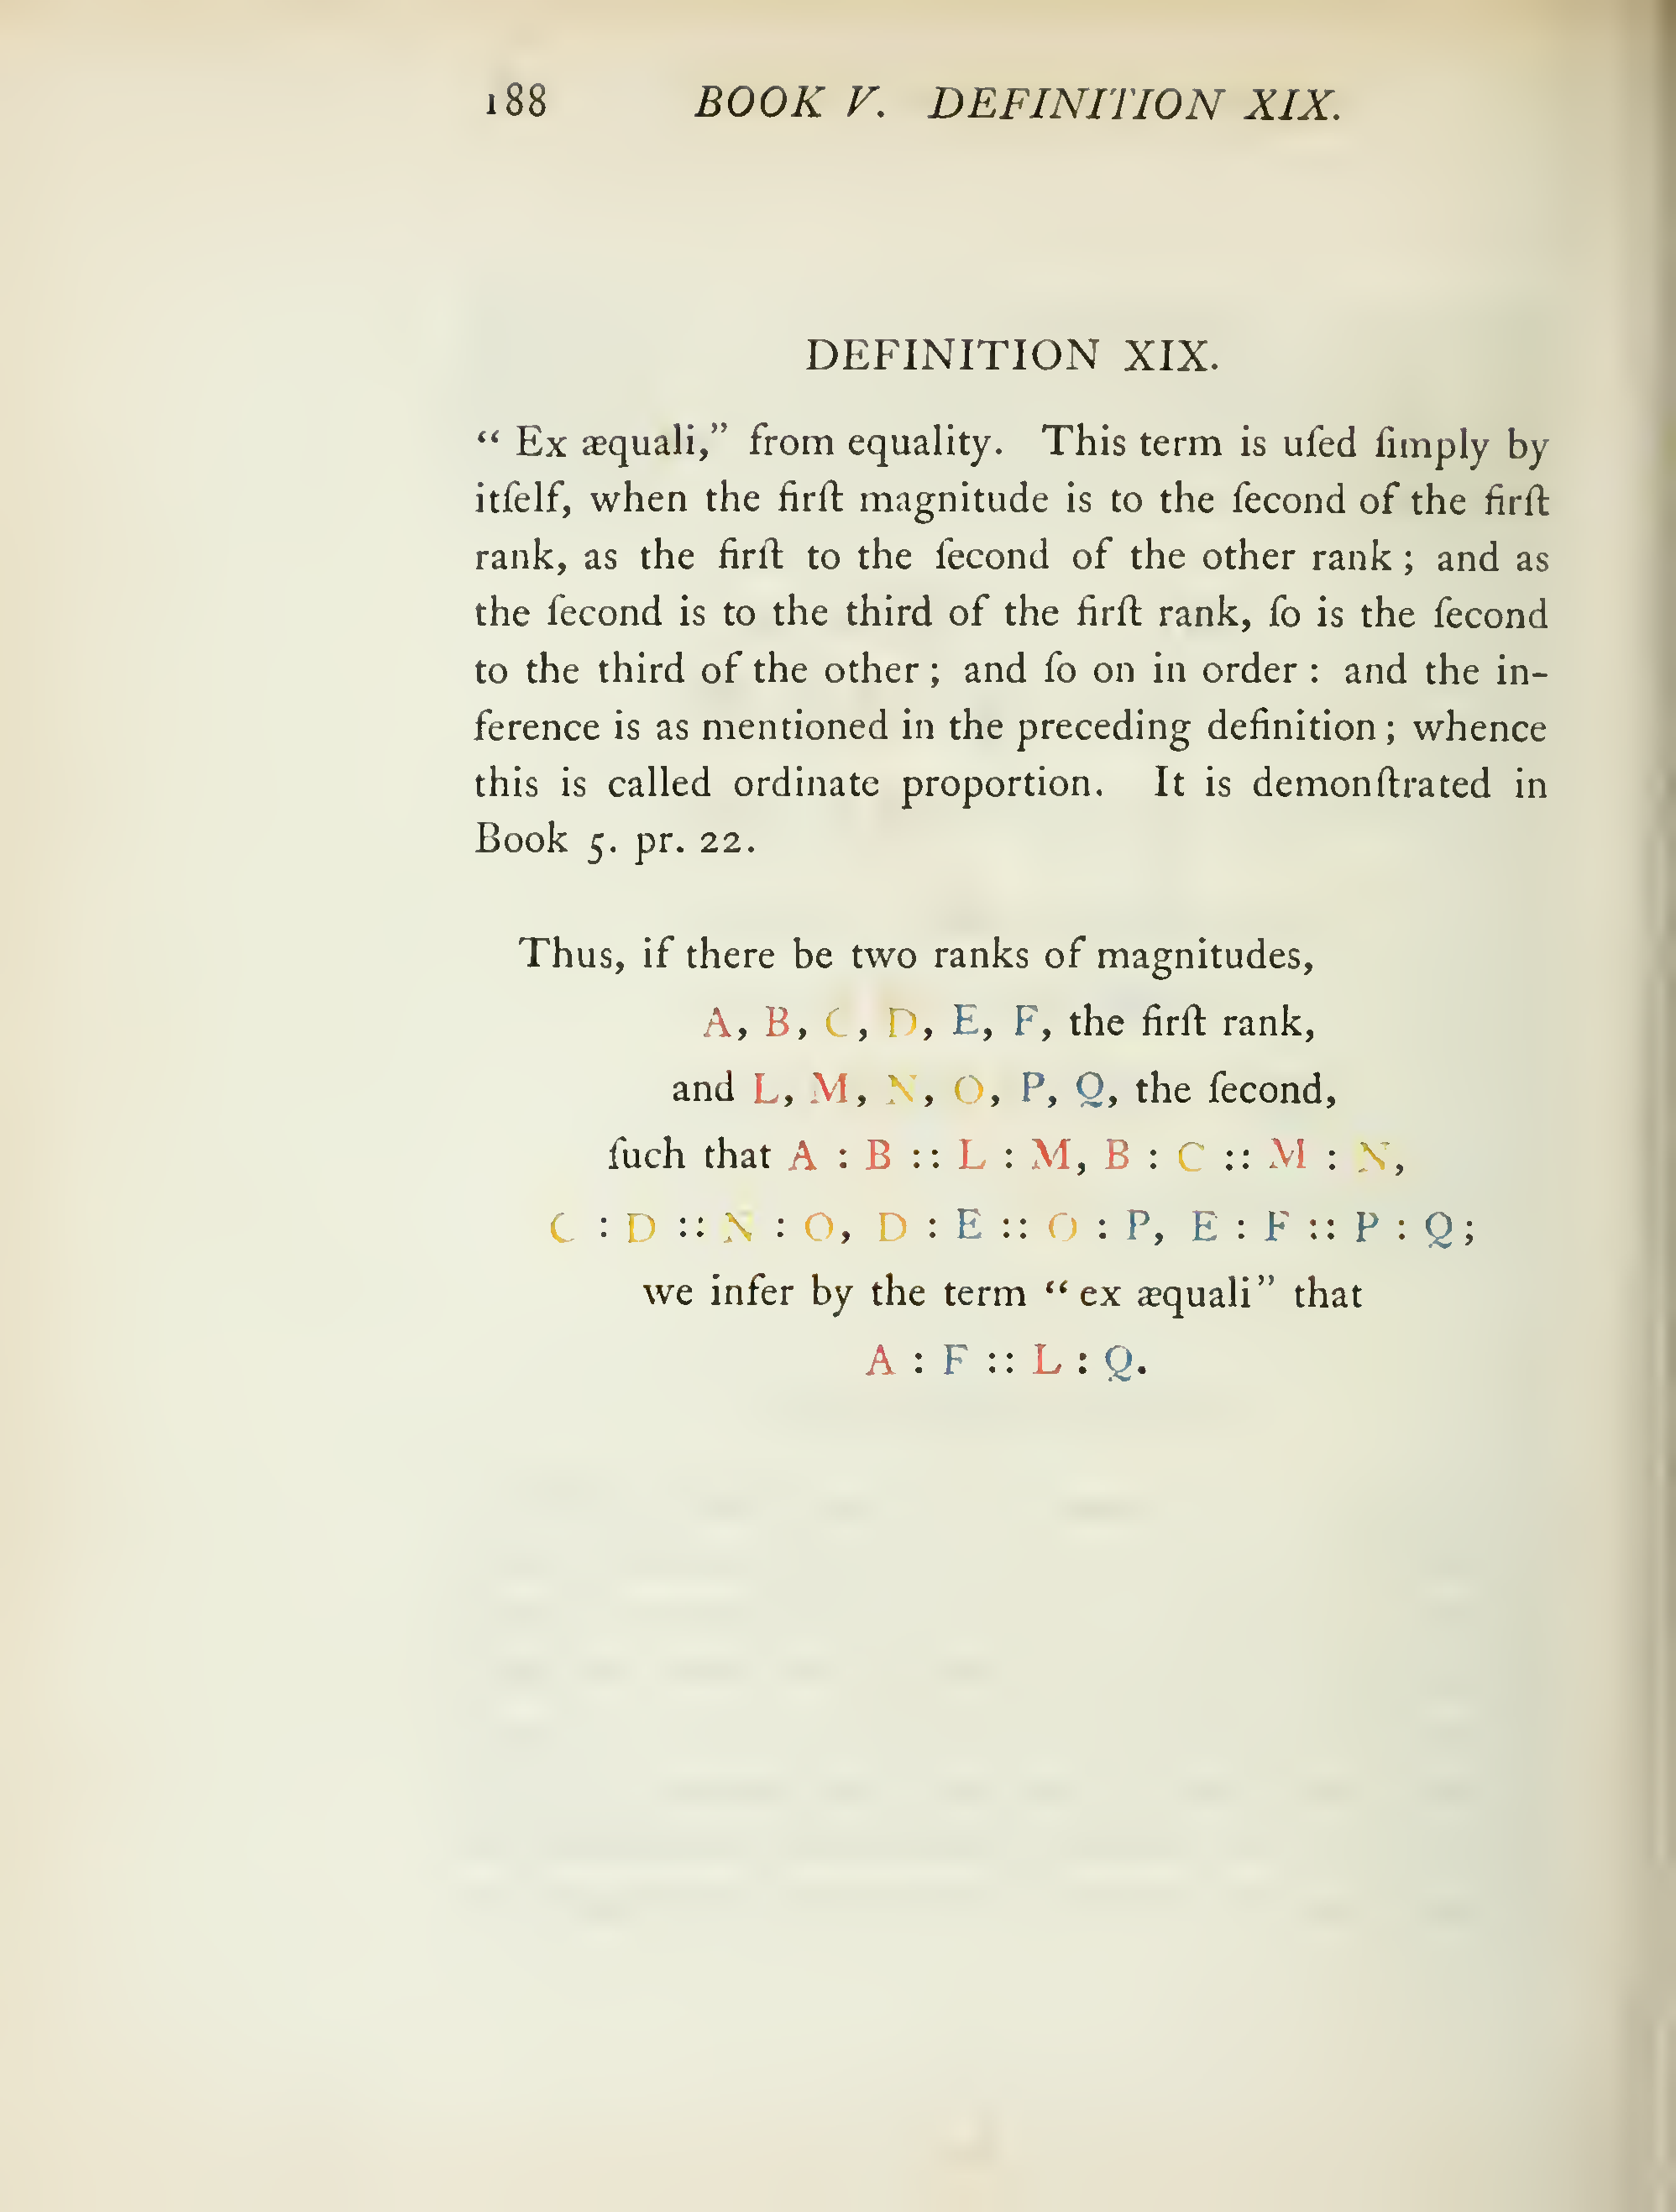 188 BOOK V. DEFINITION XIX.
DEFINITION XIX.
“ Ex æquali,” from equality. This term is uſed ſimply by
itſelf, when the firſt magnitude is to the ſecond of the firſt
rank, as the firſt to the ſecond of the other rank ; and as
the ſecond is to the third of the firſt rank, ſo is the ſecond
to the third of the other ; and ſo on in order : and the in-
ference is as mentioned in the preceding definition ; whence
this is called ordinate proportion. It is demonſtrated in
Book 5. pr. 22.
Thus, if there be two ranks of magnitudes,
A, B, C, D, E, F, the firſt rank,
and L, M, N, O, P, Q, the ſecond,
ſuch that A : B :: L : M, B : C :: M : N,
C : D :: N : O, D : E :: O : P, E : F :: P : Q ;
we infer by the term “ ex æquali” that
A : F :: L : Q.